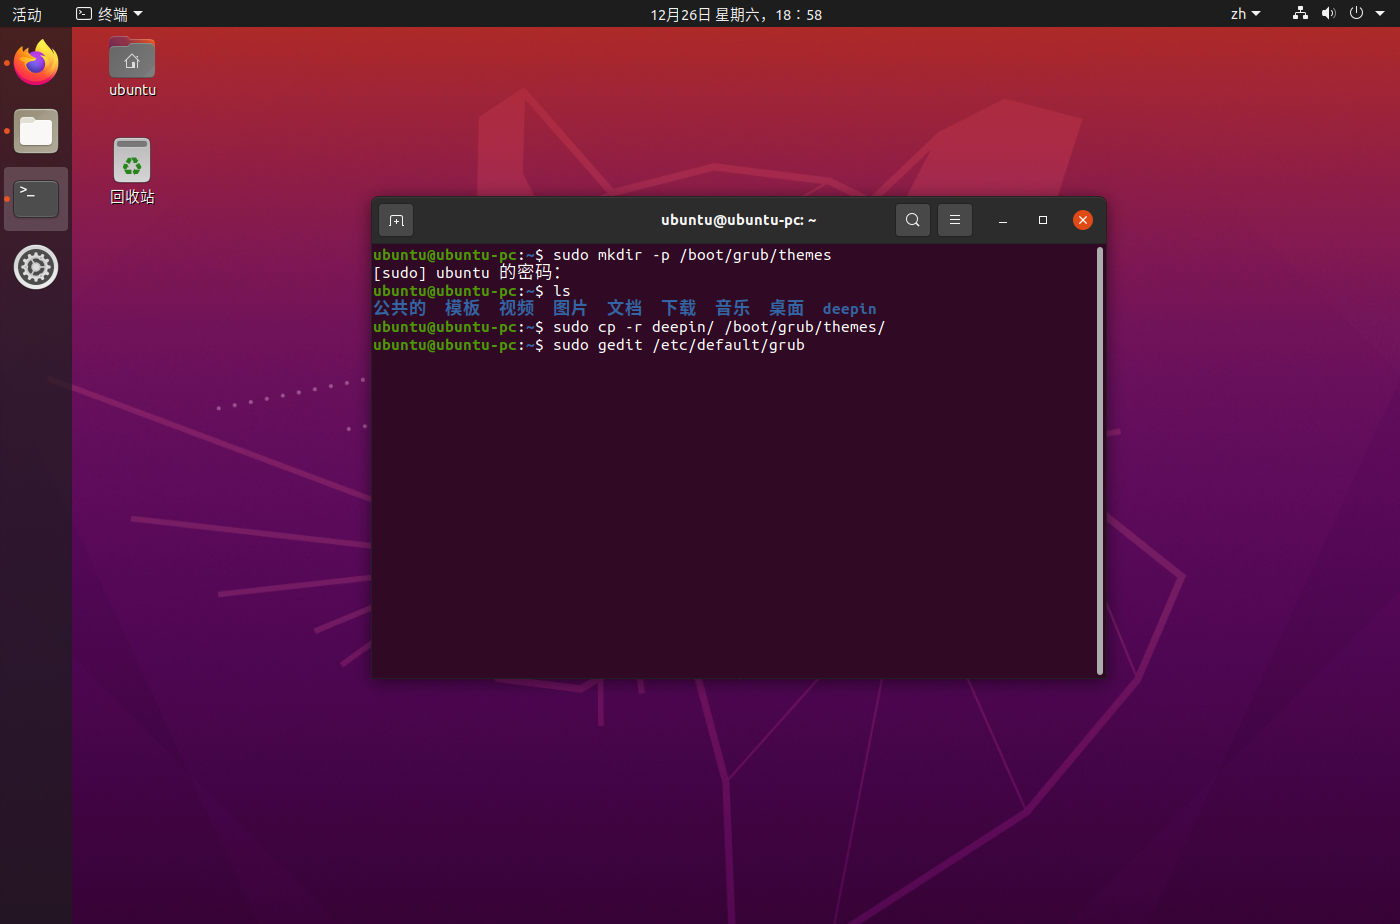 活动 终端 12月26日 星期六，18：58 zh
ubuntu
回收站
ubuntu@ubuntu-pc: ~
ubuntu@ubuntu-pc:~$ sudo mkdir -p /boot/grub/themes
[sudo] ubuntu 的密码：
ubuntu@ubuntu-pc:~$ ls
公共的 模板 视频 图片 文档 下载 音乐 桌面 deepin
ubuntu@ubuntu-pc:~$ sudo cp -r deepin/ /boot/grub/themes/
ubuntu@ubuntu-pc:~$ sudo gedit /etc/default/grub